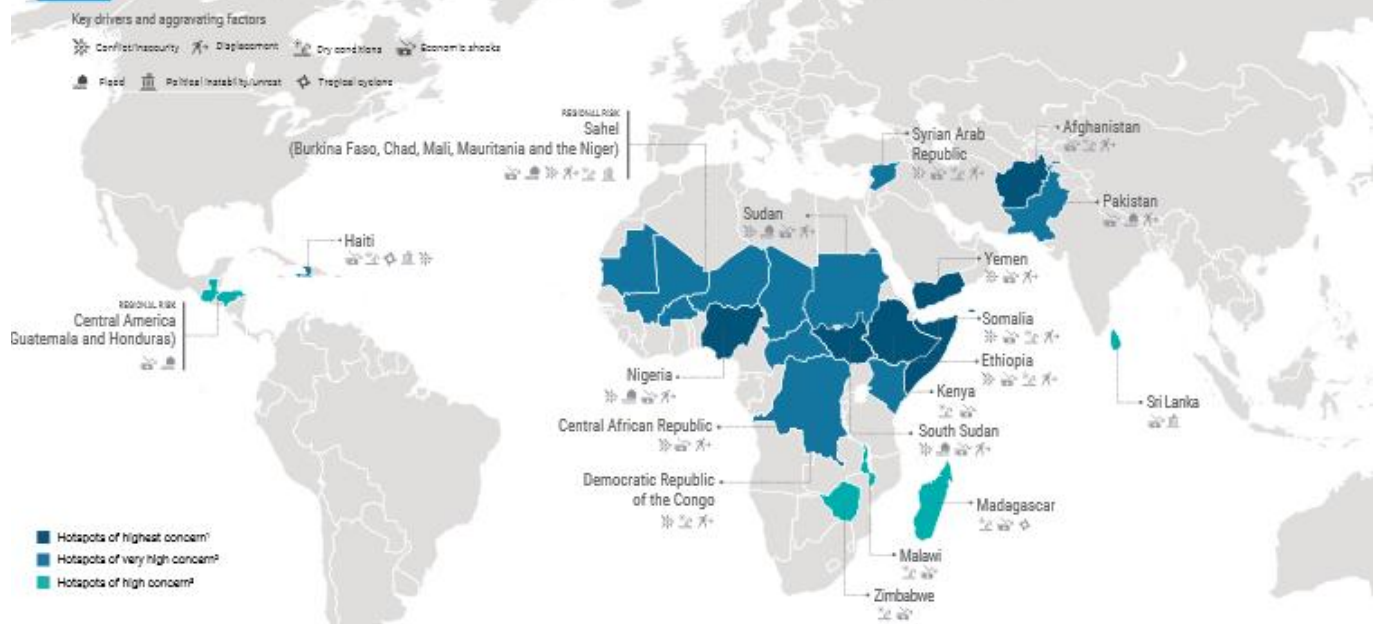 Key drivers and aggravating factors
Conflict/insecurity Displacement Dry conditions Economic shocks
Flood Political instability/unrest Tropical cyclone
REGIONAL RISK
Sahel
(Burkina Faso, Chad, Mali, Mauritania and the Niger)
Syrian Arab
Republic
Afghanistan
Pakistan
Sudan
Haiti
Yemen
REGIONAL RISK
Central America
Guatemala and Honduras)
Somalia
Ethiopia
Nigeria
Kenya
Sri Lanka
Central African Republic
South Sudan
Democratic Republic
of the Congo
Madagascar
Hotspots of highest concern¹
Hotspots of very high concern²
Hotspots of high concern³
Malawi
Zimbabwe